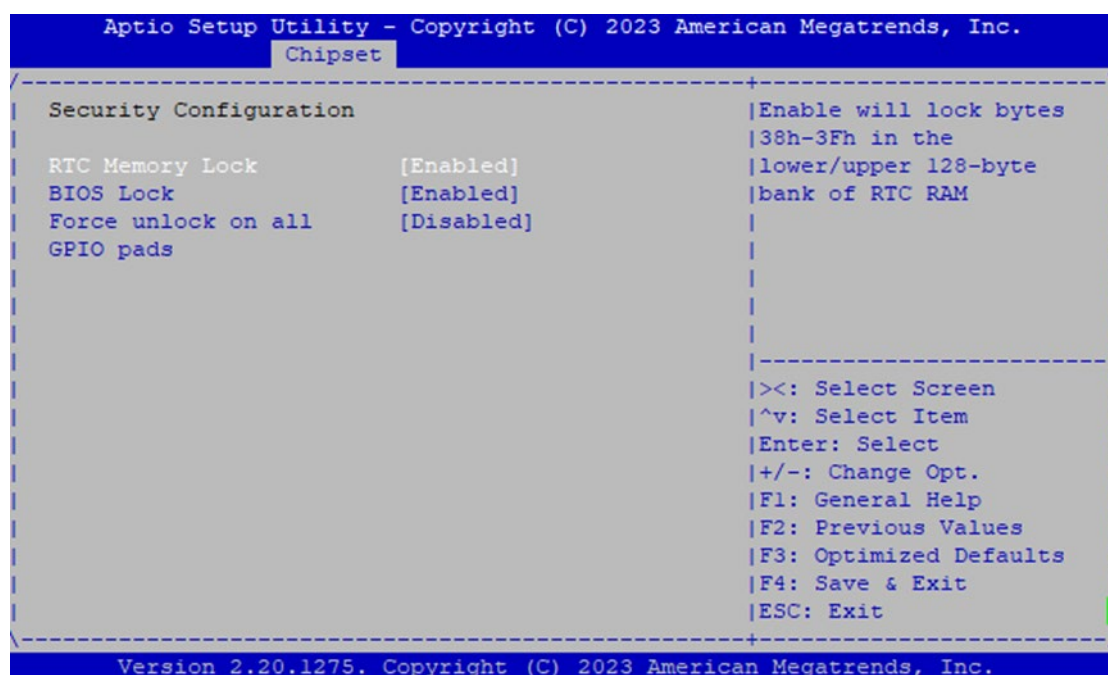 Aptio Setup Utility – Copyright (C) 2023 American Megatrends, Inc.
Chipset
Security Configuration
RTC Memory Lock [Enabled]
BIOS Lock [Enabled]
Force unlock on all [Disabled]
GPIO pads
Enable will lock bytes
38h-3Fh in the
lower/upper 128-byte
bank of RTC RAM
><: Select Screen
^v: Select Item
Enter: Select
+/-: Change Opt.
F1: General Help
F2: Previous Values
F3: Optimized Defaults
F4: Save & Exit
ESC: Exit
Version 2.20.1275. Copyright (C) 2023 American Megatrends, Inc.